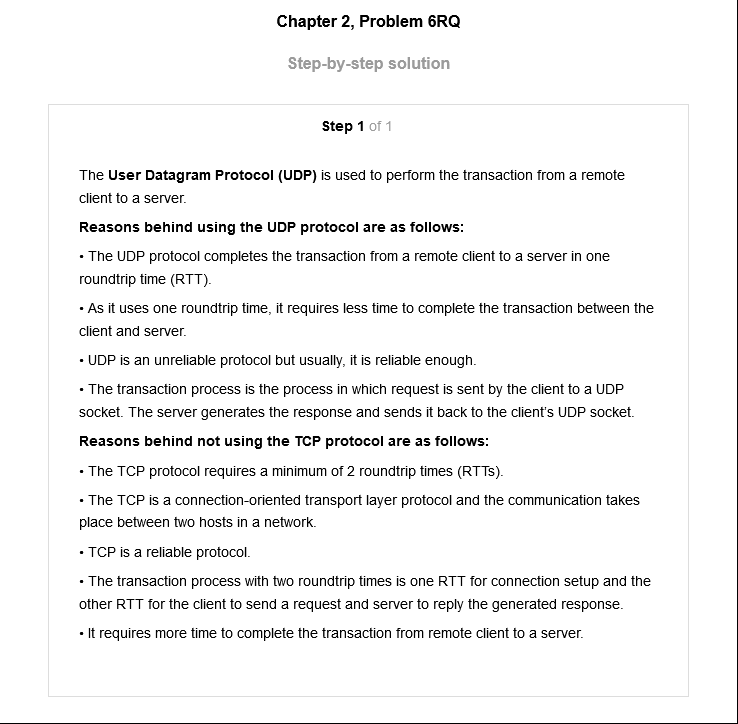 Chapter 2, Problem 6RQ
Step-by-step solution
Step 1 of 1
The User Datagram Protocol (UDP) is used to perform the transaction from a remote
client to a server.
Reasons behind using the UDP protocol are as follows:
• The UDP protocol completes the transaction from a remote client to a server in one
roundtrip time (RTT).
• As it uses one roundtrip time, it requires less time to complete the transaction between the
client and server.
• UDP is an unreliable protocol but usually, it is reliable enough.
• The transaction process is the process in which request is sent by the client to a UDP
socket. The server generates the response and sends it back to the client’s UDP socket.
Reasons behind not using the TCP protocol are as follows:
• The TCP protocol requires a minimum of 2 roundtrip times (RTTs).
• The TCP is a connection-oriented transport layer protocol and the communication takes
place between two hosts in a network.
• TCP is a reliable protocol.
• The transaction process with two roundtrip times is one RTT for connection setup and the
other RTT for the client to send a request and server to reply the generated response.
• It requires more time to complete the transaction from remote client to a server.